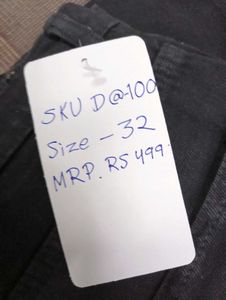 SKU D@-100
Size - 32
MRP. RS 499.